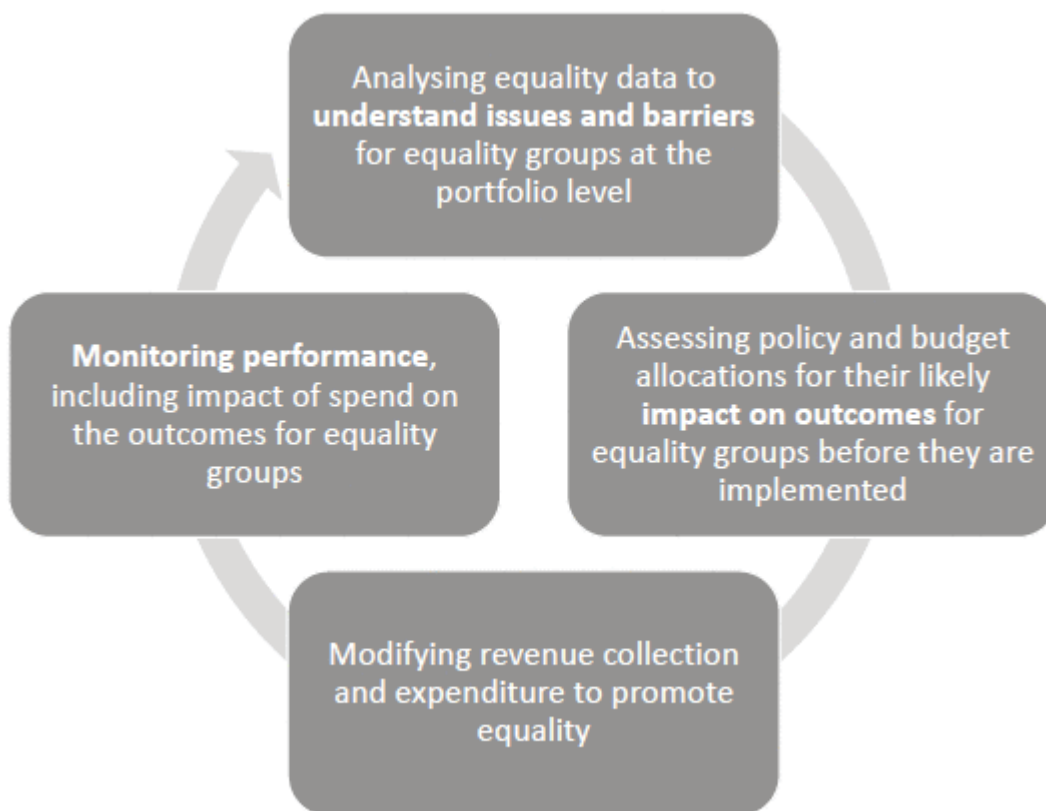 Analysing equality data to
understand issues and barriers
for equality groups at the
portfolio level
Assessing policy and budget
allocations for their likely
impact on outcomes for
equality groups before they are
implemented
Modifying revenue collection
and expenditure to promote
equality
Monitoring performance,
including impact of spend on
the outcomes for equality
groups